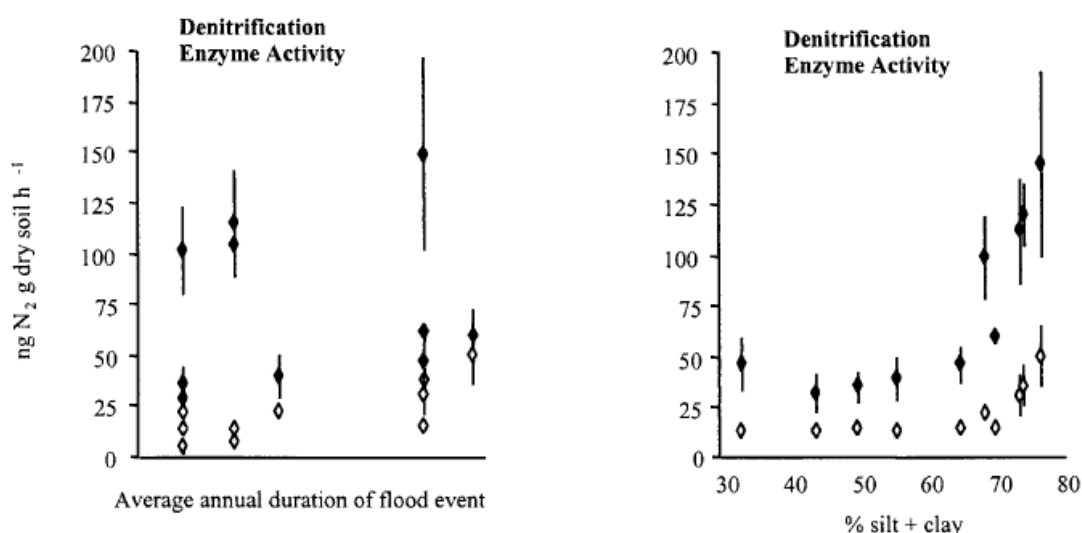 Denitrification
Enzyme Activity
200
175
150
125
100
75
50
25
0
ng N2 g dry soil h -1
Average annual duration of flood event
Denitrification
Enzyme Activity
200
175
150
125
100
75
50
25
0
30 40 50 60 70 80
% silt + clay